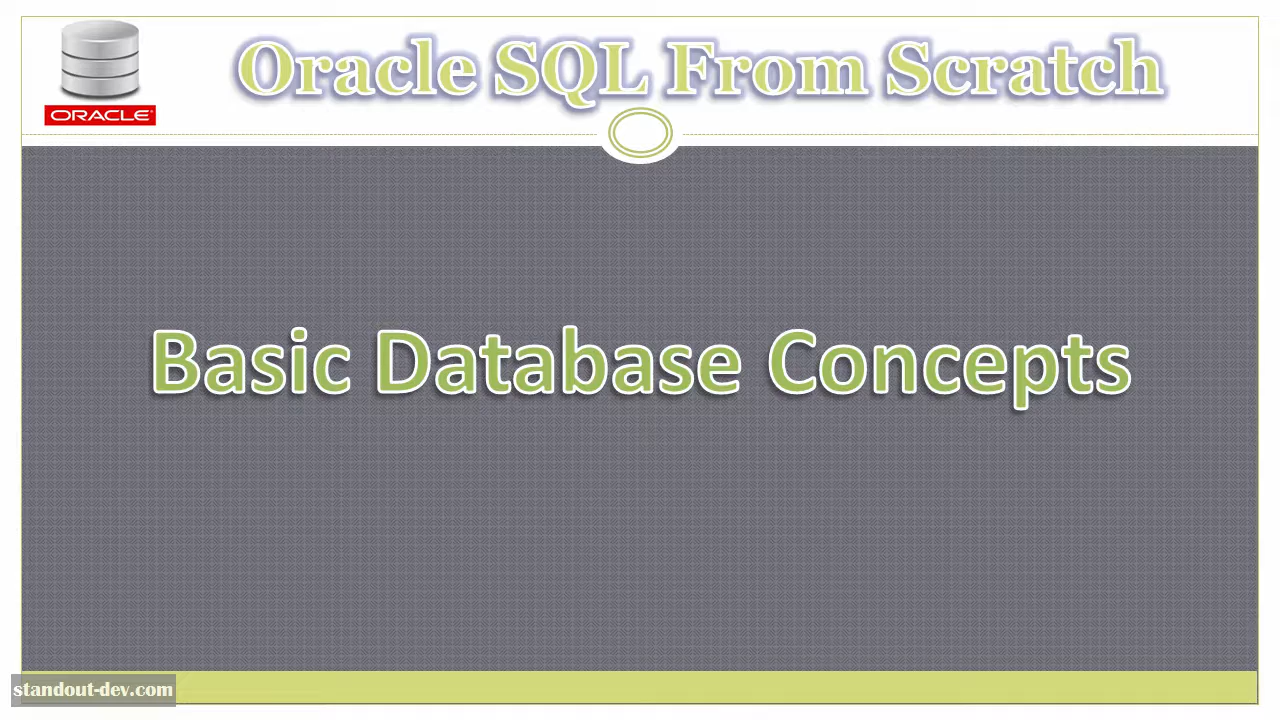 Oracle SQL From Scratch
ORACLE
Basic Database Concepts
standout-dev.com